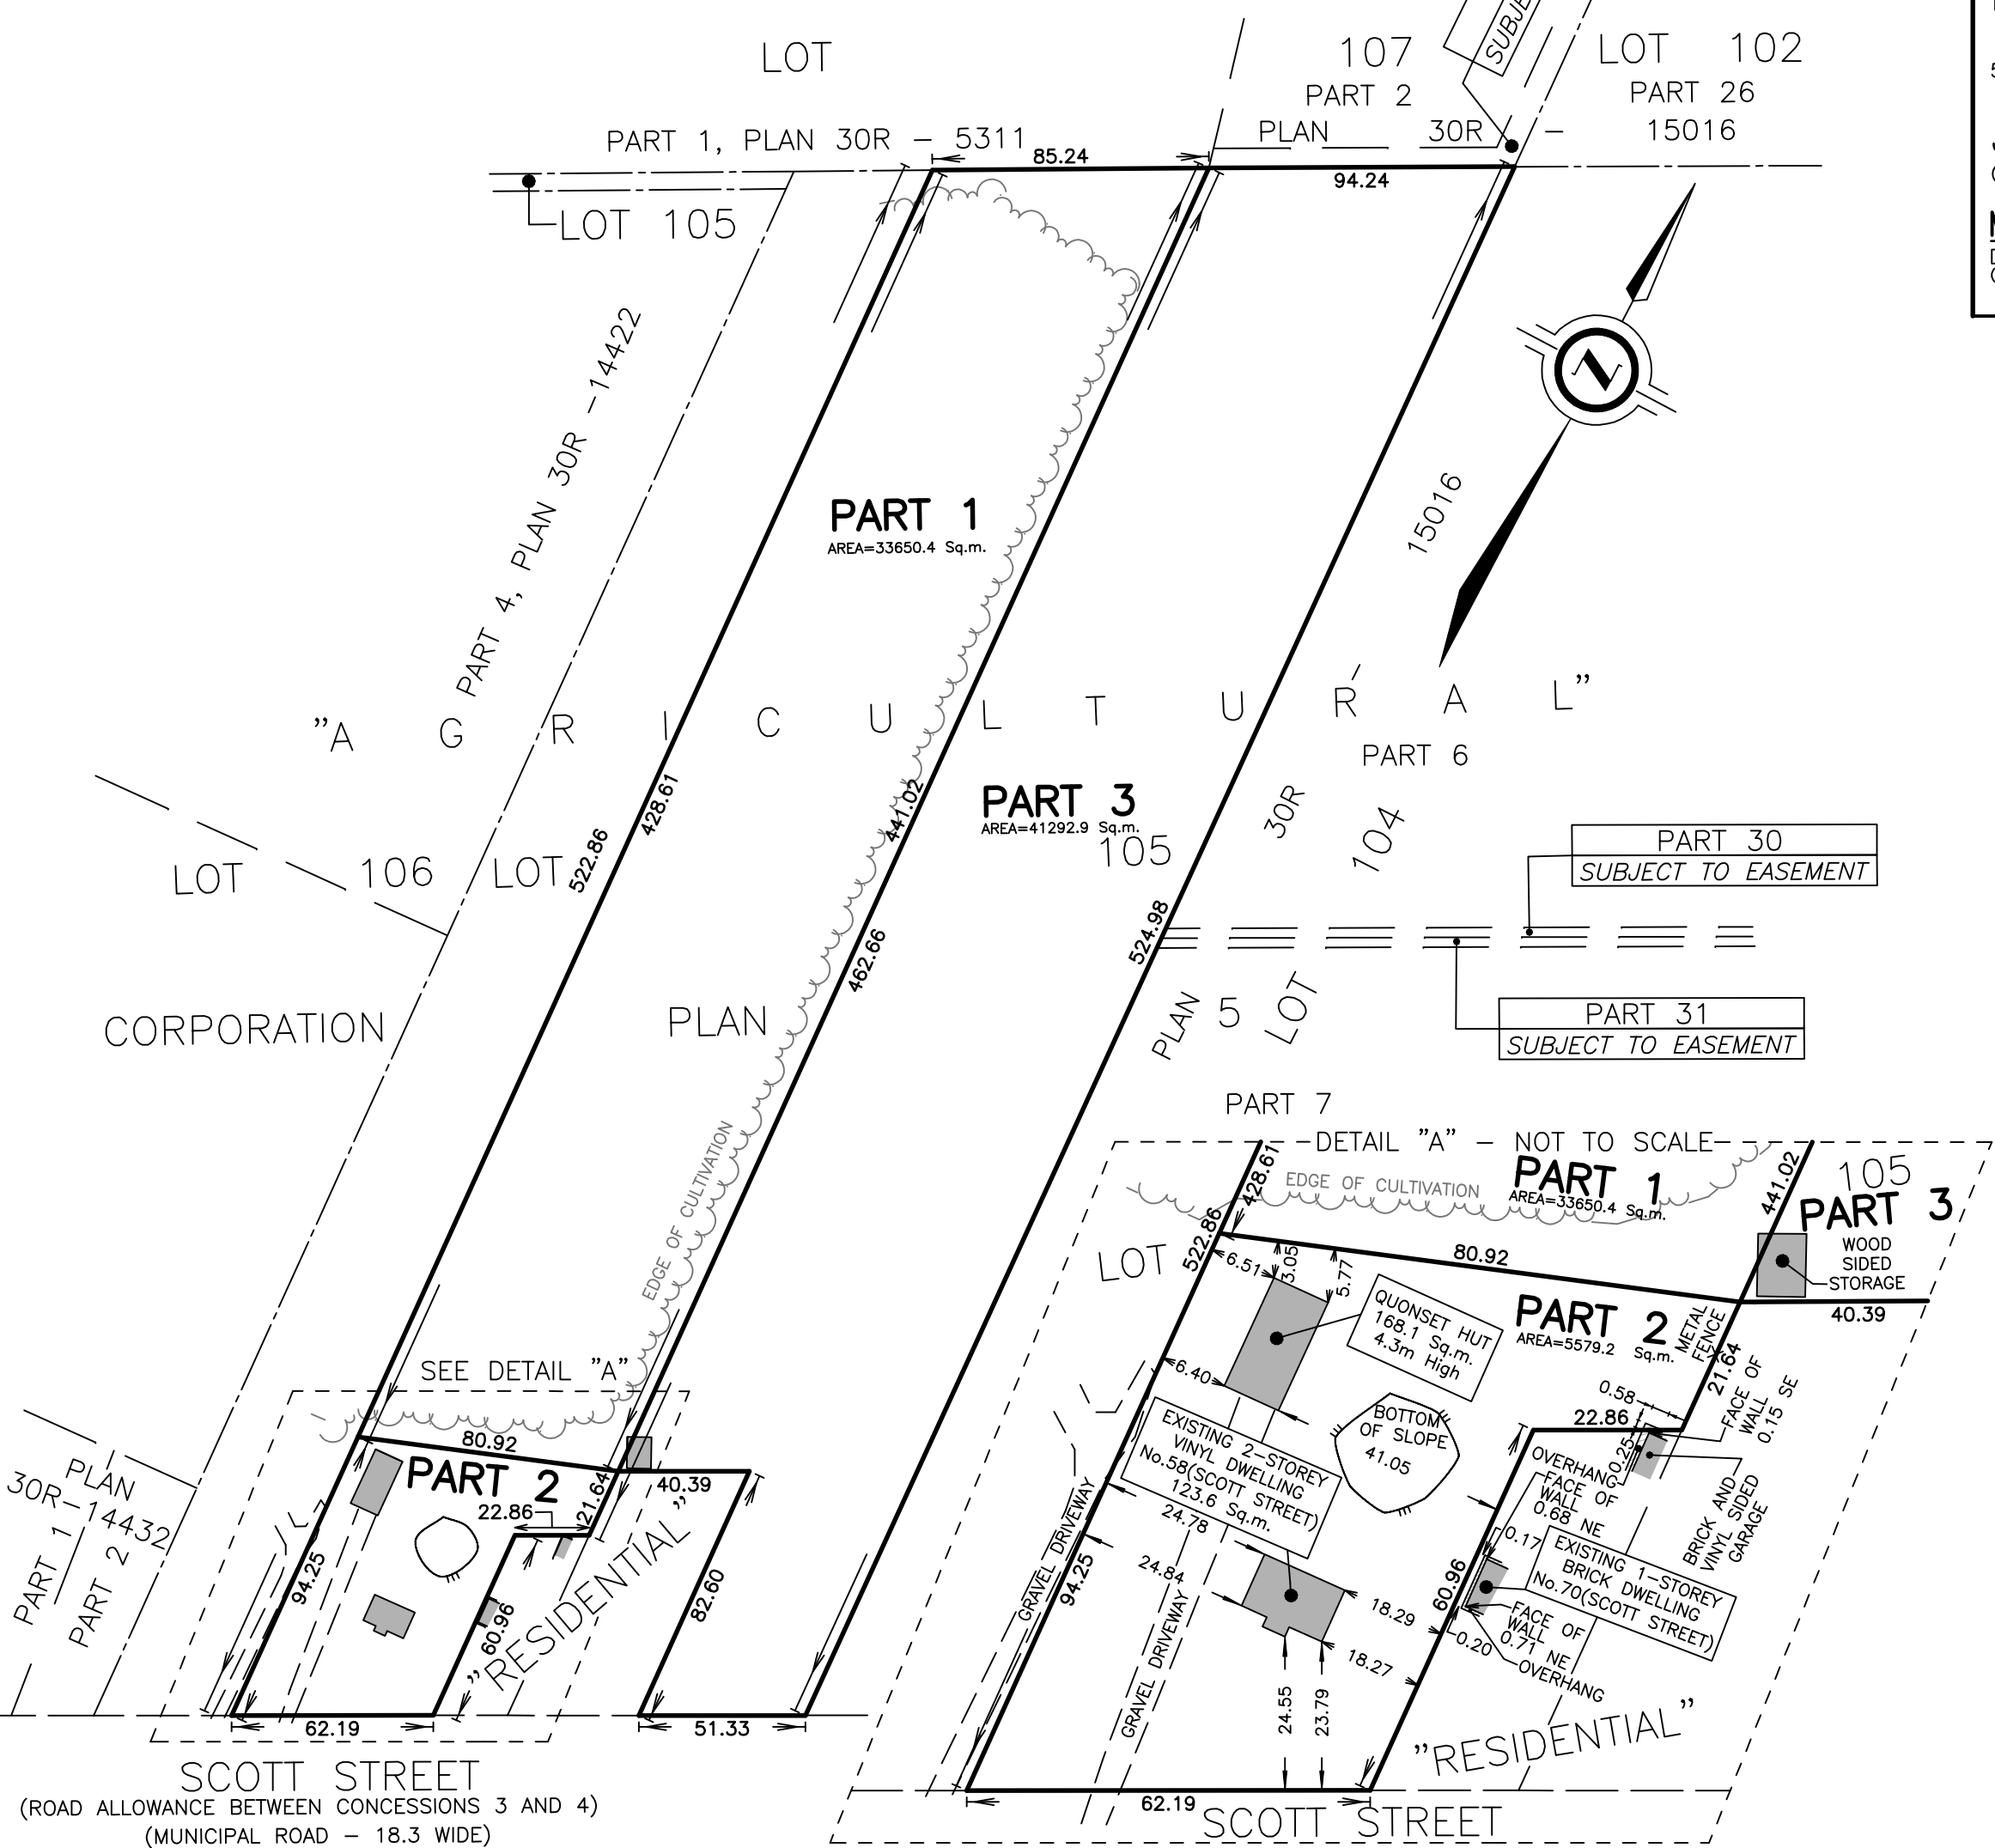 SUBJE
LOT
107
LOT 102
PART 2
PART 26
PART 1, PLAN 30R - 5311
PLAN 30R - 15016
85.24
94.24
LOT 105
PART 4, PLAN 30R -14422
PART 1
AREA=33650.4 Sq.m.
15016
"A G R I C U L T U R A L"
PART 6
428.61
441.02
PART 3
AREA=41292.9 Sq.m.
105
30R -
104
522.86
LOT 106
LOT
PART 30
SUBJECT TO EASEMENT
524.98
462.66
CORPORATION
PLAN
PLAN 5
LOT
PART 31
SUBJECT TO EASEMENT
PART 7
EDGE OF CULTIVATION
SEE DETAIL "A"
80.92
PART 2
40.39
22.86
21.64
PLAN
30R-14432
PART 1
PART 2
94.25
60.96
"RESIDENTIAL"
82.60
62.19
51.33
SCOTT STREET
(ROAD ALLOWANCE BETWEEN CONCESSIONS 3 AND 4)
(MUNICIPAL ROAD - 18.3 WIDE)
DETAIL "A" - NOT TO SCALE
428.61
EDGE OF CULTIVATION
PART 1
AREA=33650.4 Sq.m.
441.02
105
PART 3
WOOD
SIDED
STORAGE
LOT
522.86
6.51
3.05
5.77
80.92
40.39
QUONSET HUT
168.1 Sq.m.
4.3m High
PART 2
AREA=5579.2 Sq.m.
METAL
FENCE
21.64
6.40
0.58
22.86
FACE OF
WALL
0.15 SE
BOTTOM
OF SLOPE
41.05
0.25
EXISTING 2-STOREY
VINYL DWELLING
No.58(SCOTT STREET)
123.6 Sq.m.
OVERHANG
FACE OF
WALL
0.68 NE
BRICK AND
VINYL SIDED
GARAGE
24.78
24.84
GRAVEL DRIVEWAY
94.25
GRAVEL DRIVEWAY
0.17
EXISTING 1-STOREY
BRICK DWELLING
No.70(SCOTT STREET)
60.96
18.29
18.27
0.20
FACE OF
WALL
0.71 NE
OVERHANG
24.55
23.79
"RESIDENTIAL"
62.19
SCOTT STREET